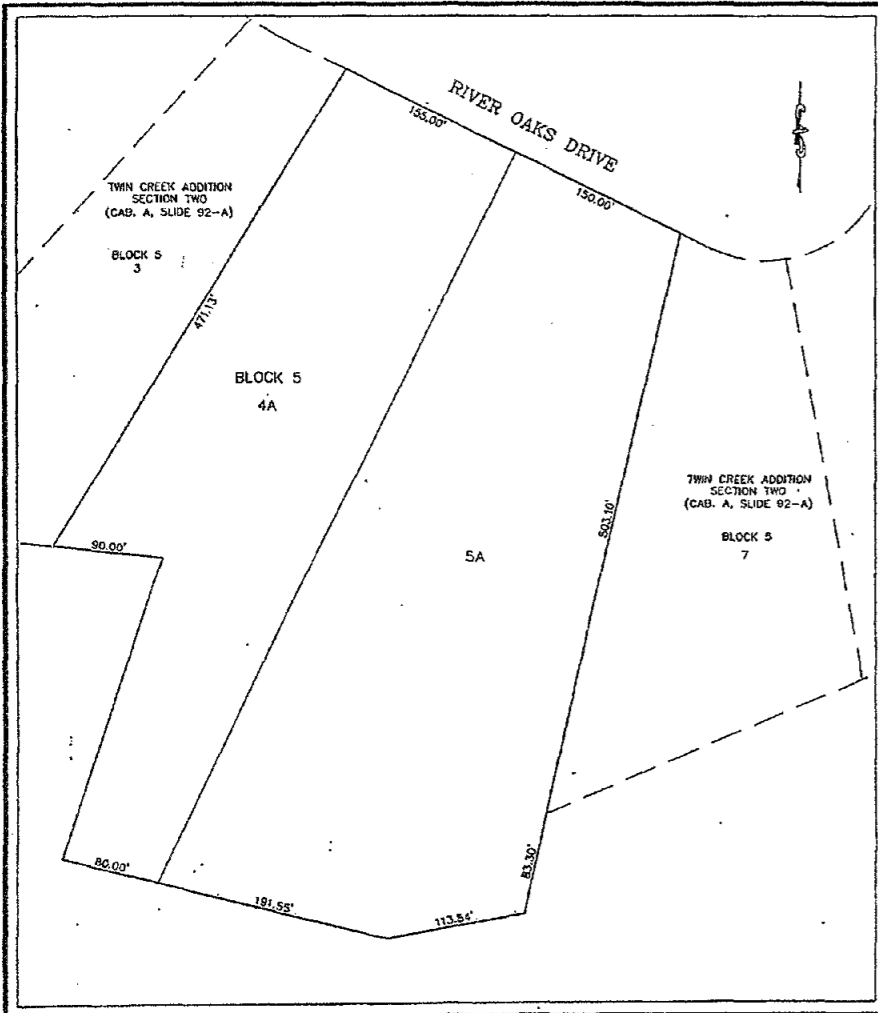 RIVER OAKS DRIVE
155.00'
150.00'
TWIN CREEK ADDITION
SECTION TWO
(CAB. A, SLIDE 92-A)
BLOCK 5
3
471.13'
BLOCK 5
4A
5A
503.10'
TWIN CREEK ADDITION
SECTION TWO
(CAB. A, SLIDE 92-A)
BLOCK 5
7
90.00'
80.00'
191.55'
113.54'
83.30'